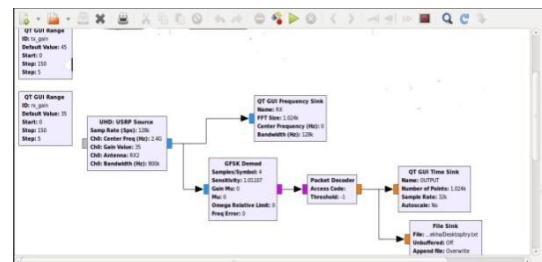 QT GUI Range
ID: tx_gain
Default Value: 45
Start: 0
Stop: 150
Step: 5
QT GUI Range
ID: rx_gain
Default Value: 35
Start: 0
Stop: 150
Step: 5
UHD: USRP Source
Samp Rate (Sps): 128k
Ch0: Center Freq (Hz): 2.4G
Ch0: Gain Value: 35
Ch0: Antenna: RX2
Ch0: Bandwidth (Hz): 800k
QT GUI Frequency Sink
Name: RX
FFT Size: 1.024k
Center Frequency (Hz): 0
Bandwidth (Hz): 128k
GFSK Demod
Samples/Symbol: 4
Sensitivity: 1.01107
Gain Mu: 0
Mu: 0
Omega Relative Limit: 0
Freq Error: 0
Packet Decoder
Access Code:
Threshold: -1
QT GUI Time Sink
Name: OUTPUT
Number of Points: 1.024k
Sample Rate: 32k
Autoscale: No
File Sink
File: ...ekha/Desktop/try.txt
Unbuffered: Off
Append file: Overwrite